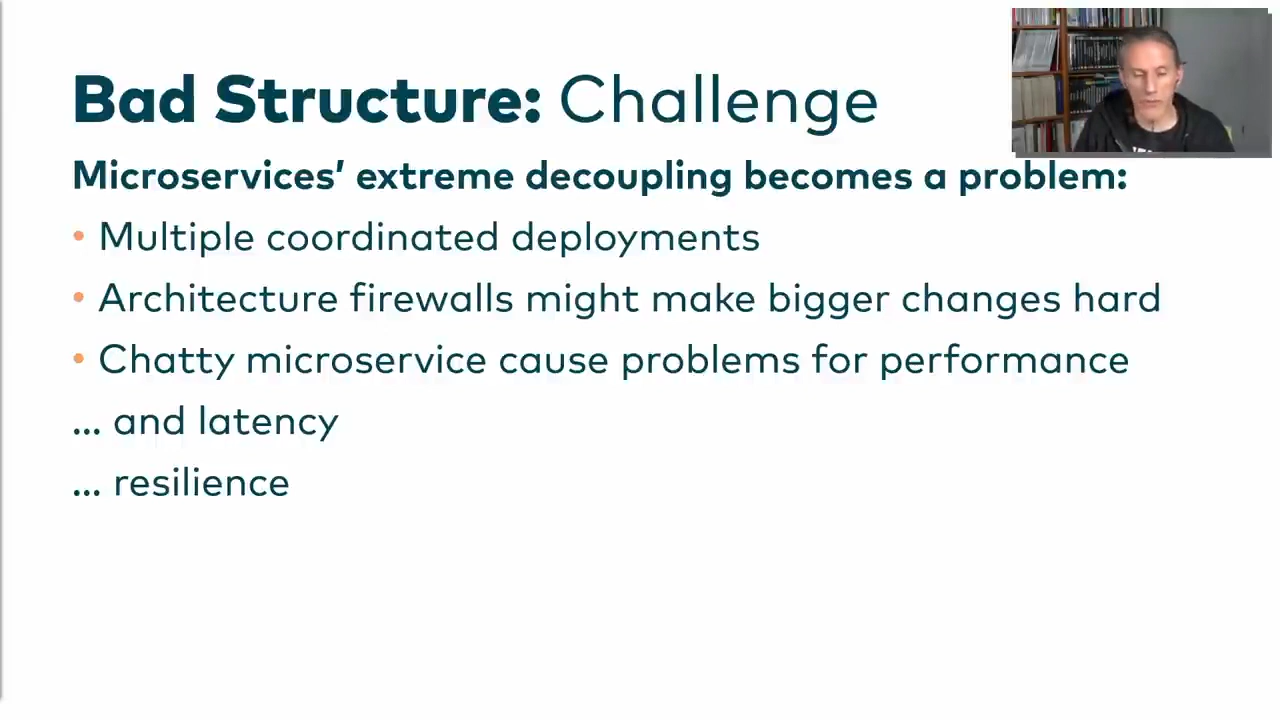 Bad Structure: Challenge
Microservices’ extreme decoupling becomes a problem:
• Multiple coordinated deployments
• Architecture firewalls might make bigger changes hard
• Chatty microservice cause problems for performance
... and latency
... resilience